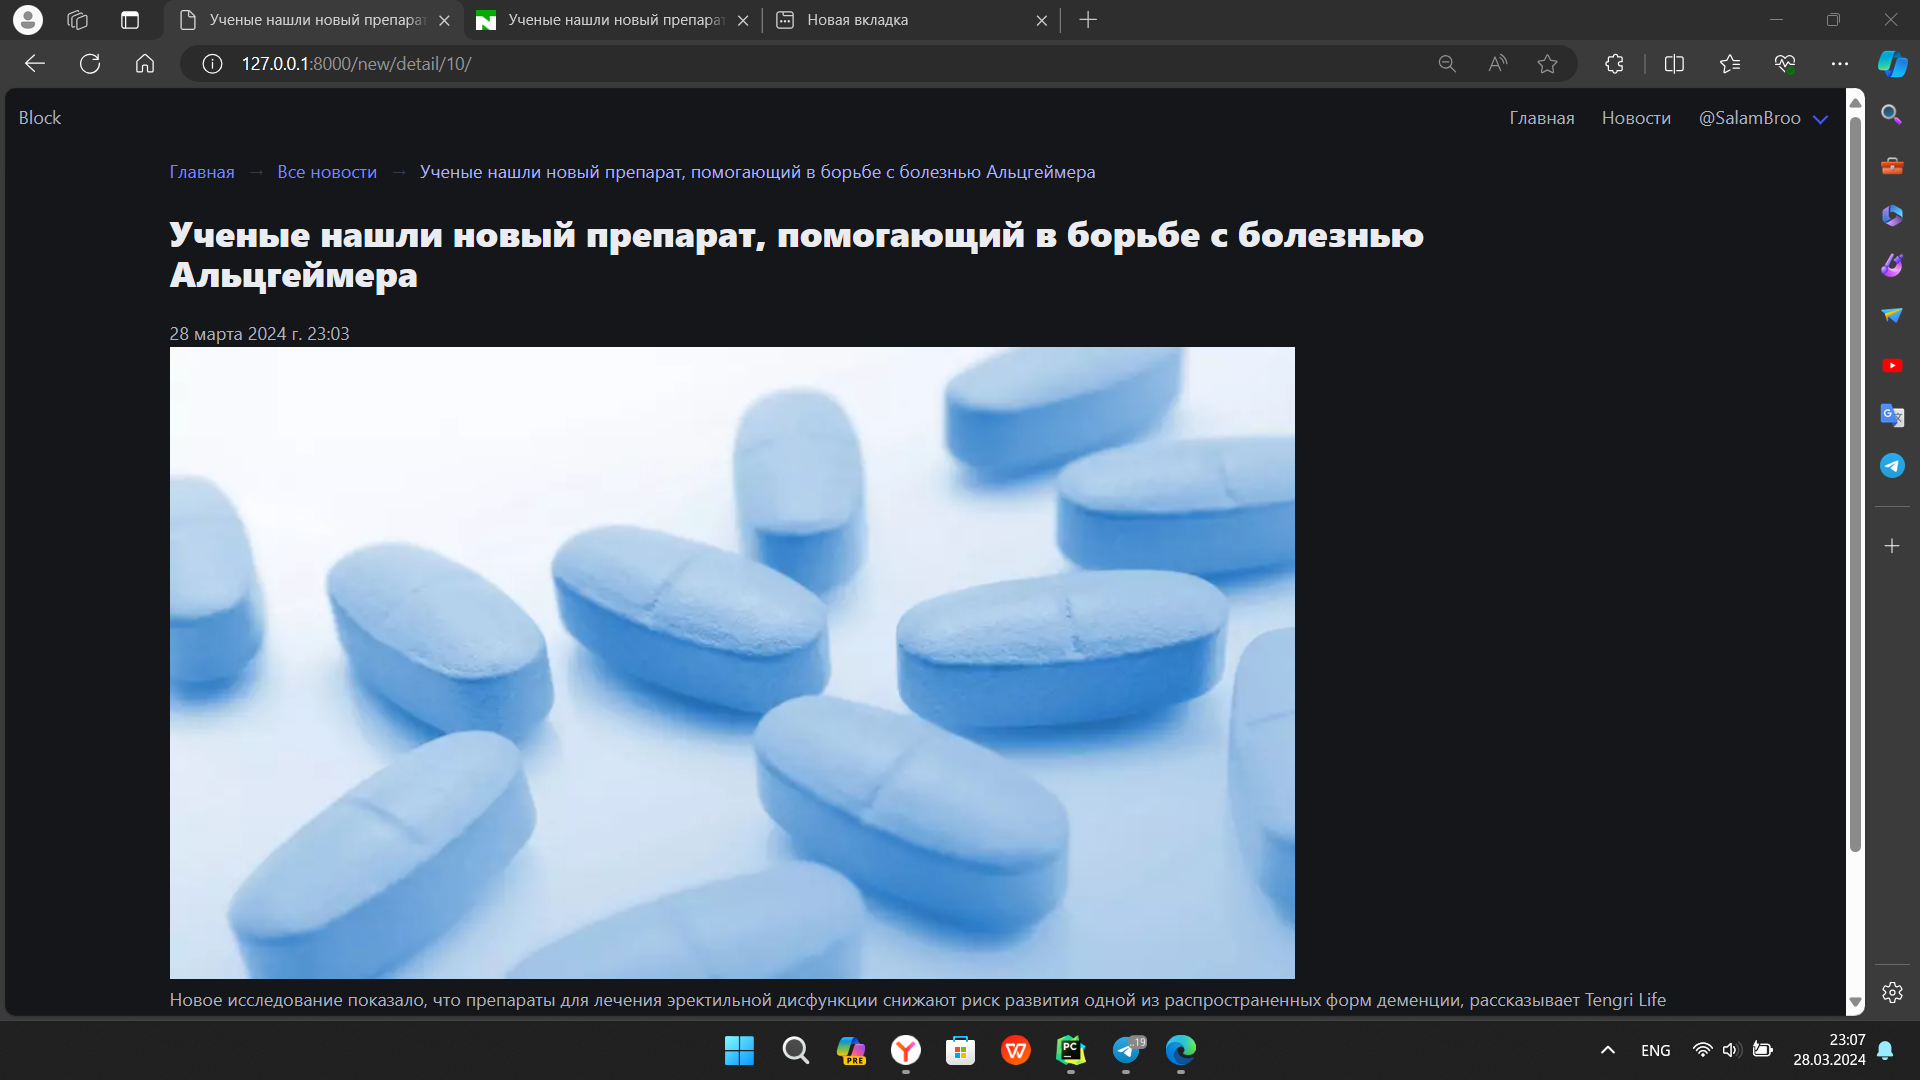 Ученые нашли новый препарат
Ученые нашли новый препарат
Новая вкладка
127.0.0.1:8000/new/detail/10/
Block
Главная
Новости
@SalamBroo
Главная → Все новости → Ученые нашли новый препарат, помогающий в борьбе с болезнью Альцгеймера
Ученые нашли новый препарат, помогающий в борьбе с болезнью
Альцгеймера
28 марта 2024 г. 23:03
Новое исследование показало, что препараты для лечения эректильной дисфункции снижают риск развития одной из распространенных форм деменции, рассказывает Tengri Life
PRE
PC
19
ENG
23:07
28.03.2024